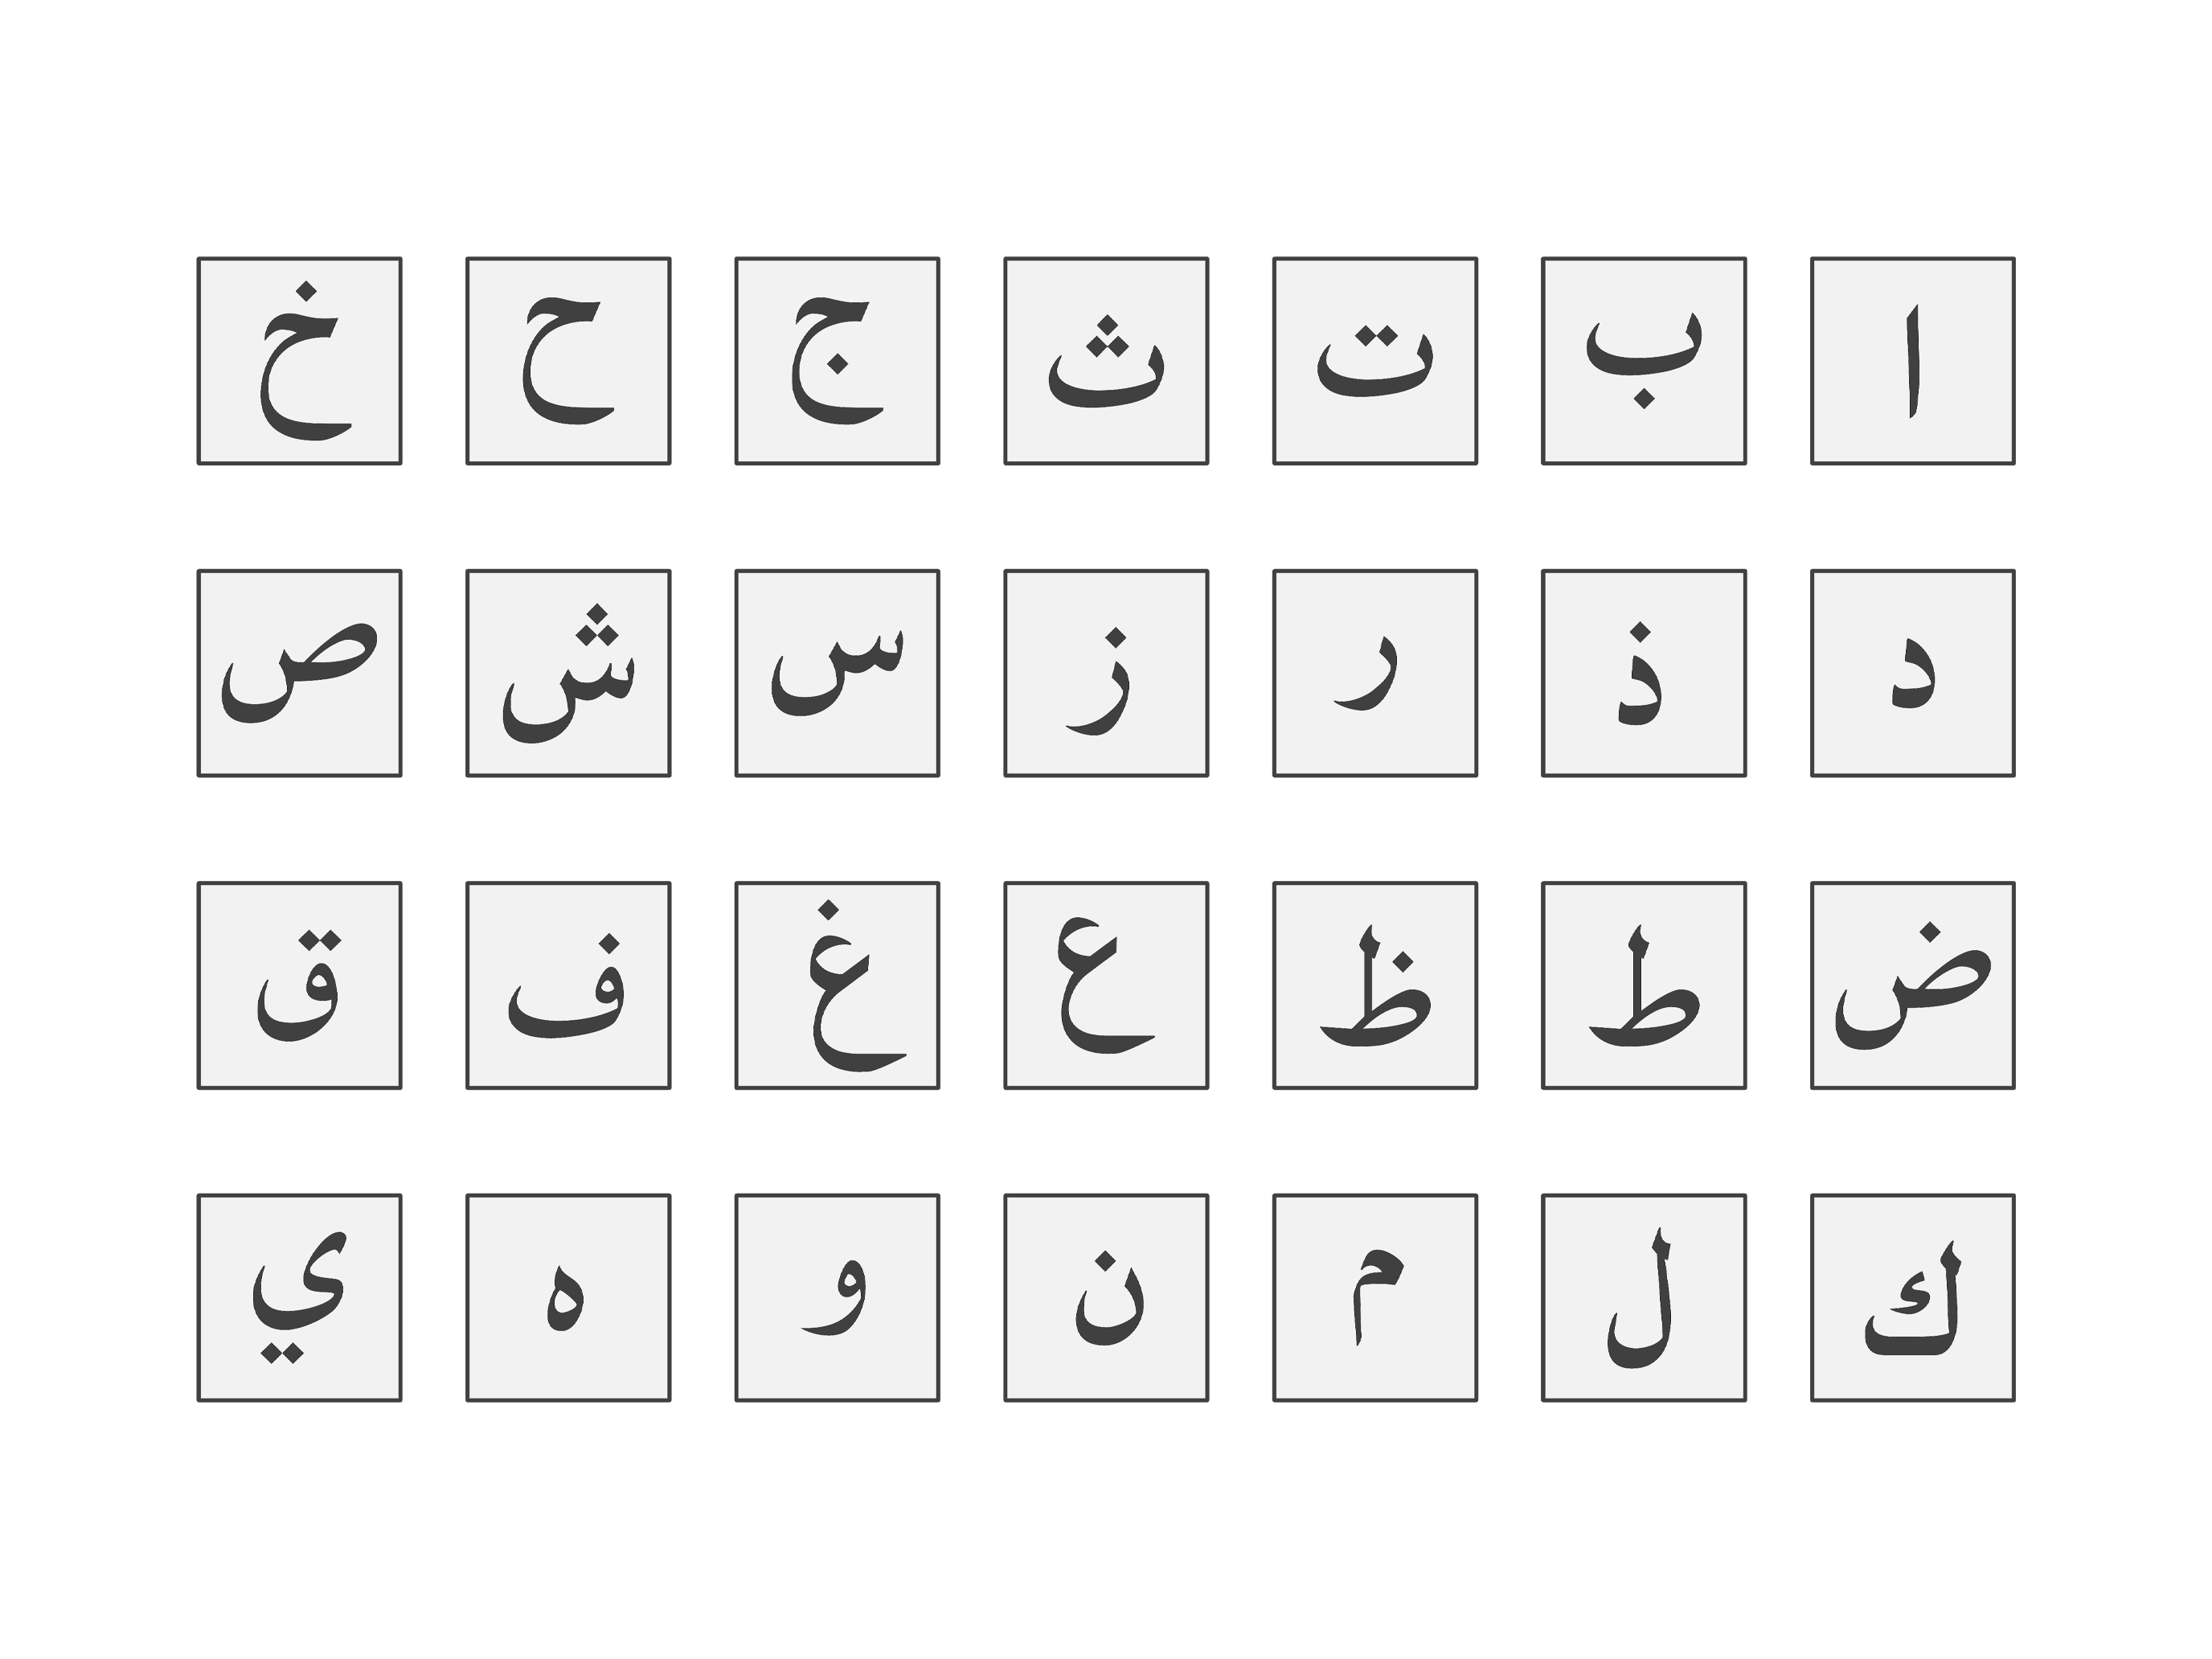 ا ب ت ث ج ح خ
د ذ ر ز س ش ص
ض ط ظ ع غ ف ق
ك ل م ن و ه ي